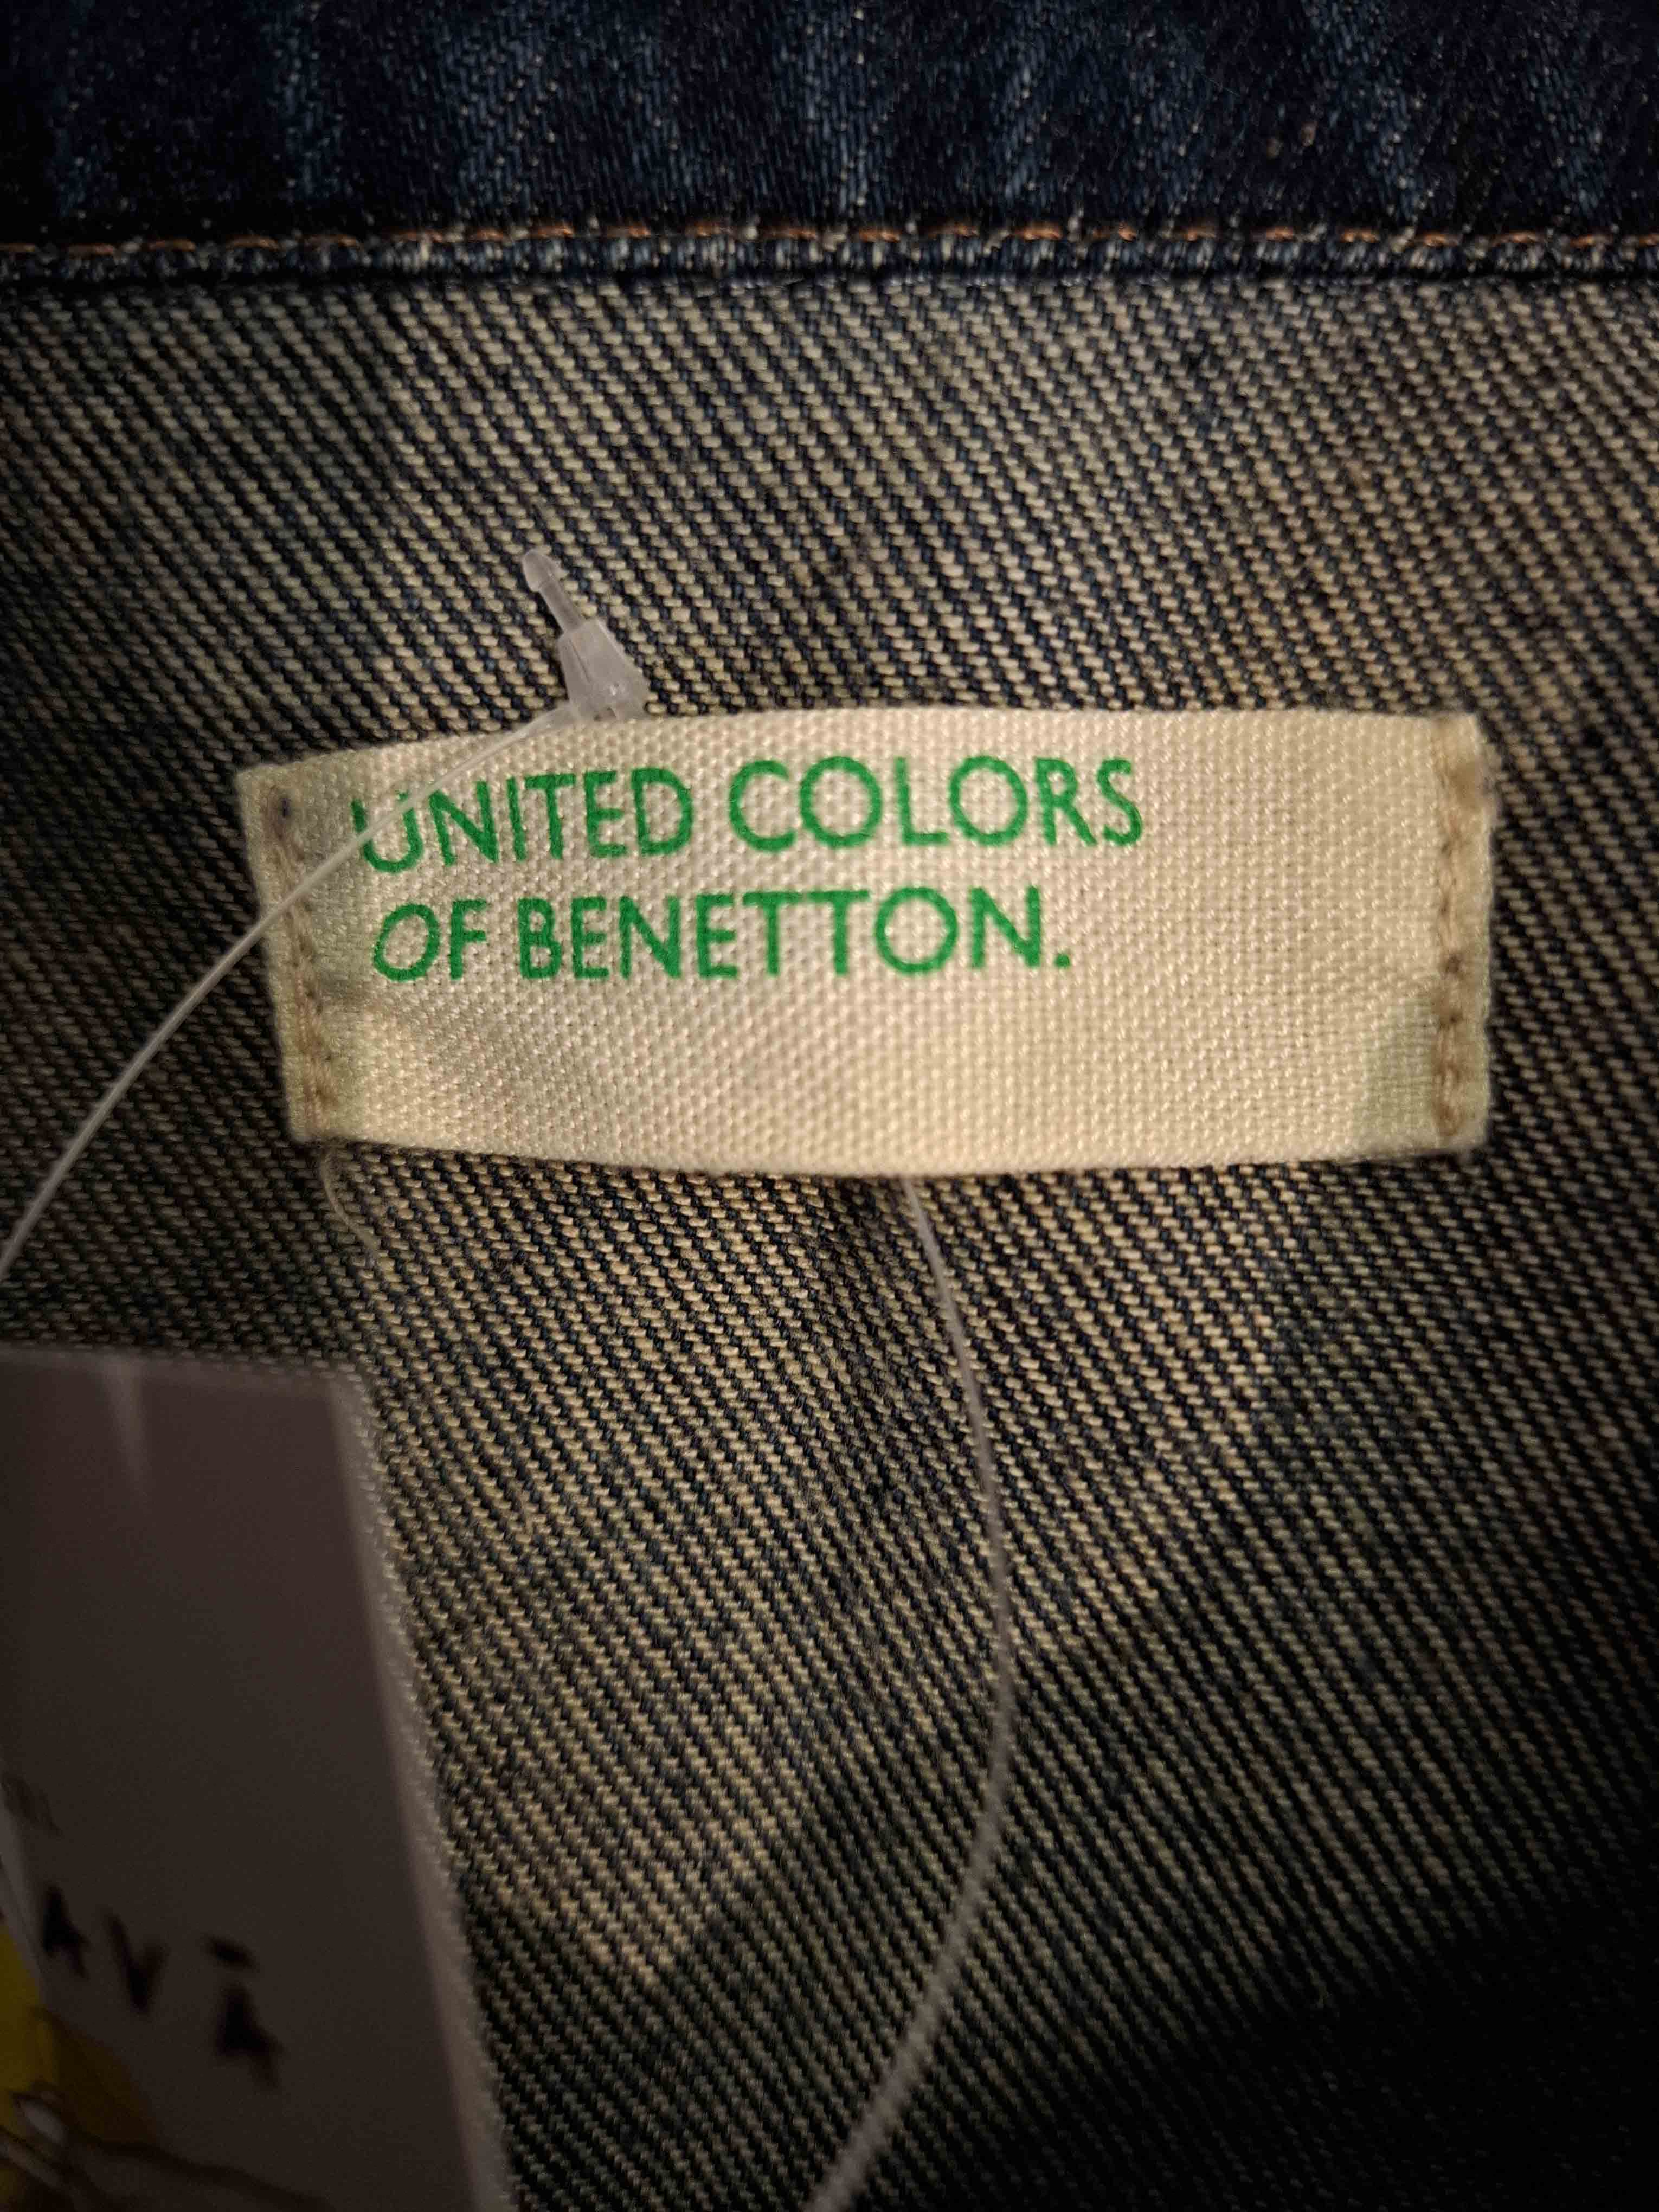 UNITED COLORS
OF BENETTON.